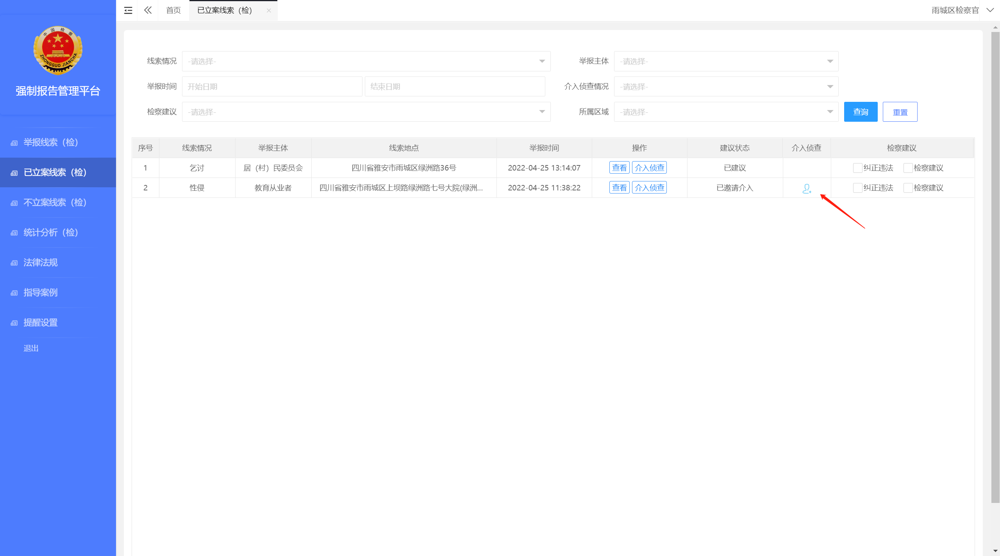 首页
已立案线索（检）
雨城区检察官
中国检察
ZHONGGUO JIANCHA
强制报告管理平台
举报线索（检）
已立案线索（检）
不立案线索（检）
统计分析（检）
法律法规
指导案例
提醒设置
退出
线索情况 -请选择- 举报主体 -请选择-
举报时间 开始日期 结束日期 介入侦查情况 -请选择-
检察建议 -请选择- 所属区域 -请选择- 查询 重置
序号 线索情况 举报主体 线索地点 举报时间 操作 建议状态 介入侦查 检察建议
1 乞讨 居（村）民委员会 四川省雅安市雨城区绿洲路36号 2022-04-25 13:14:07 查看 介入侦查 已建议 纠正违法 检察建议
2 性侵 教育从业者 四川省雅安市雨城区上坝路绿洲路七号大院(绿洲... 2022-04-25 11:38:22 查看 介入侦查 已邀请介入 纠正违法 检察建议